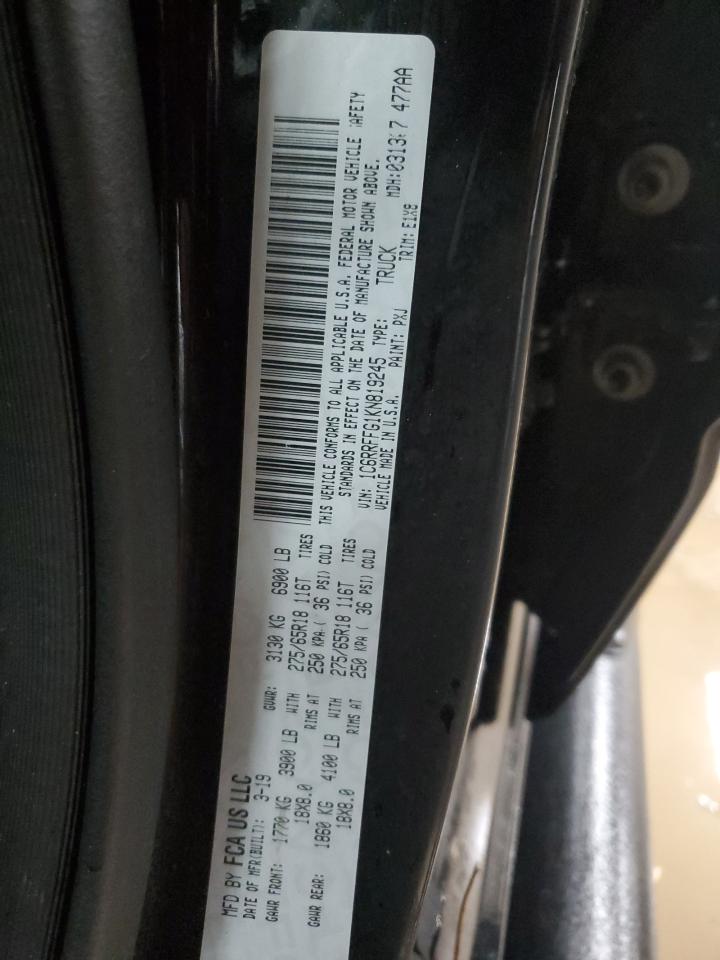 MFD BY FCA US LLC
DATE OF MFR(BUILT): 3-19 GVWR: 3130 KG 6900 LB
GAWR FRONT: 1770 KG 3900 LB WITH 275/65R18 116T TIRES
18X8.0 RIMS AT 250 KPA ( 36 PSI) COLD
GAWR REAR: 1860 KG 4100 LB WITH 275/65R18 116T TIRES
18X8.0 RIMS AT 250 KPA ( 36 PSI) COLD
THIS VEHICLE CONFORMS TO ALL APPLICABLE U.S.A. FEDERAL MOTOR VEHICLE SAFETY
STANDARDS IN EFFECT ON THE DATE OF MANUFACTURE SHOWN ABOVE.
VIN: 1C6RRFFG1KN819245 TYPE: TRUCK MDH: 477AA
VEHICLE MADE IN U.S.A. PAINT: PXJ TRIM: E1X8